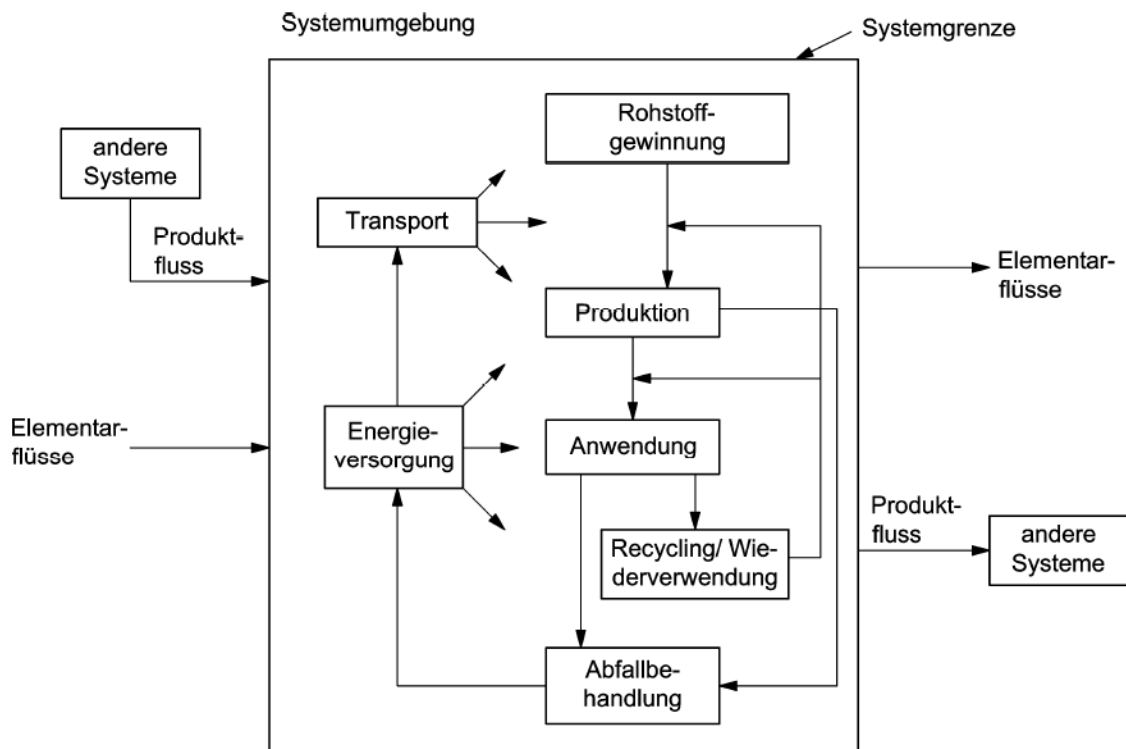 Systemumgebung
Systemgrenze
Rohstoff-
gewinnung
andere
Systeme
Transport
Produkt-
fluss
Elementar-
flüsse
Produktion
Elementar-
flüsse
Energie-
versorgung
Anwendung
Produkt-
fluss
andere
Systeme
Recycling/ Wie-
derverwendung
Abfallbe-
handlung